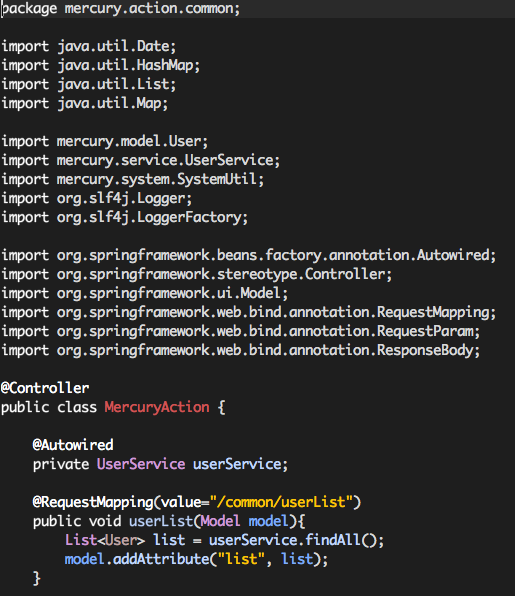 package mercury.action.common;
import java.util.Date;
import java.util.HashMap;
import java.util.List;
import java.util.Map;
import mercury.model.User;
import mercury.service.UserService;
import mercury.system.SystemUtil;
import org.slf4j.Logger;
import org.slf4j.LoggerFactory;
import org.springframework.beans.factory.annotation.Autowired;
import org.springframework.stereotype.Controller;
import org.springframework.ui.Model;
import org.springframework.web.bind.annotation.RequestMapping;
import org.springframework.web.bind.annotation.RequestParam;
import org.springframework.web.bind.annotation.ResponseBody;
@Controller
public class MercuryAction {
    @Autowired
    private UserService userService;
    @RequestMapping(value="/common/userList")
    public void userList(Model model){
        List<User> list = userService.findAll();
        model.addAttribute("list", list);
    }